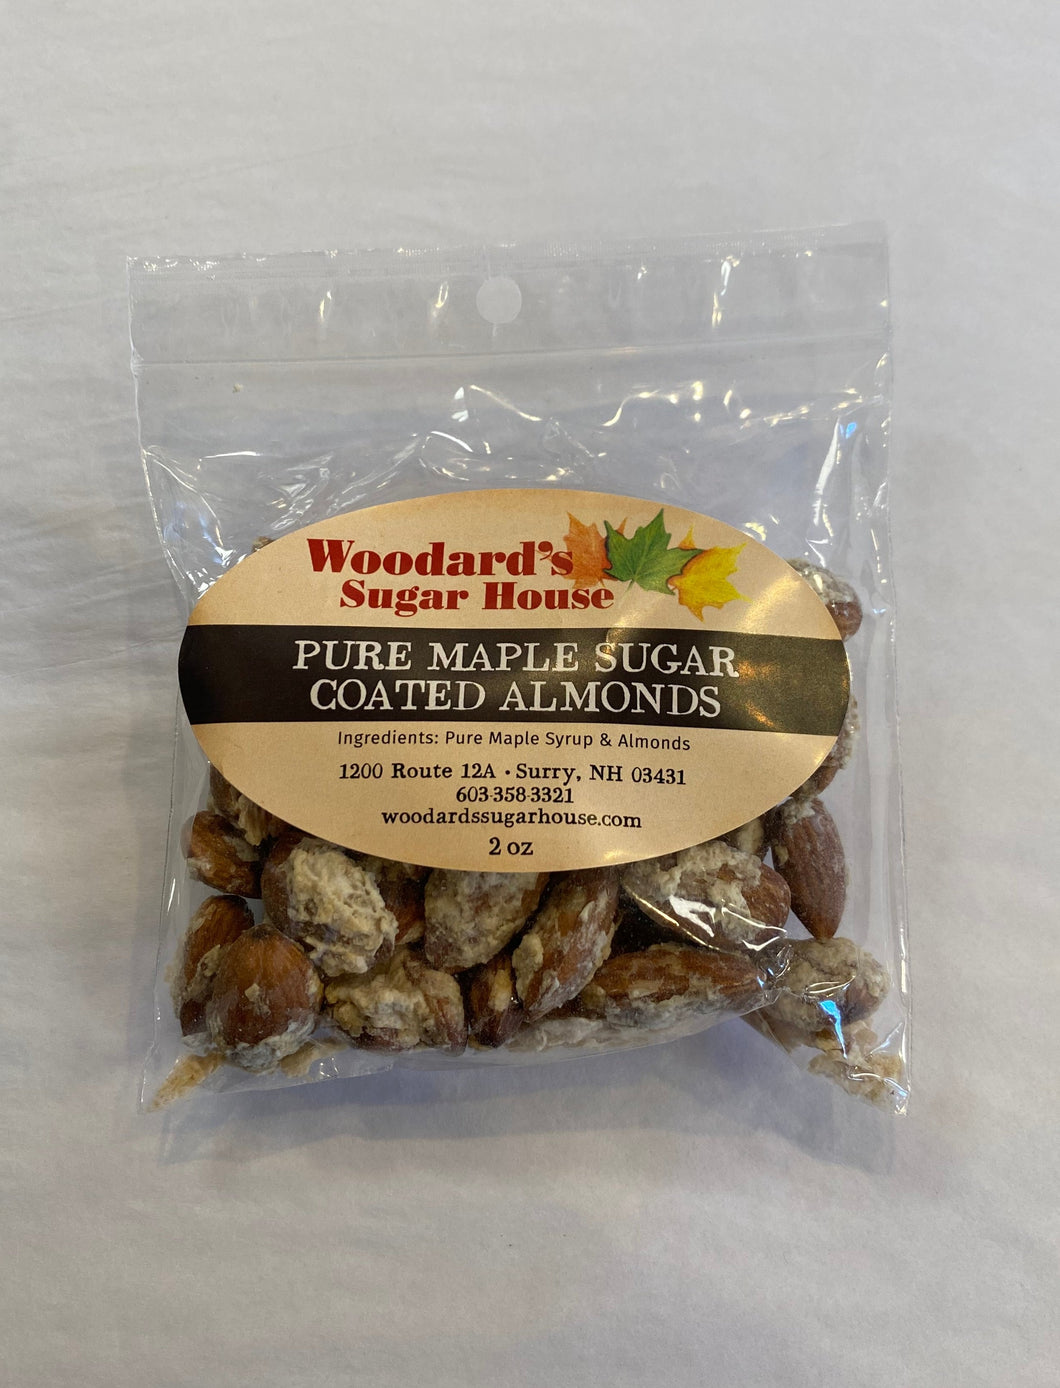 Woodard's
Sugar House
PURE MAPLE SUGAR
COATED ALMONDS
Ingredients: Pure Maple Syrup & Almonds
1200 Route 12A • Surry, NH 03431
603-358-3321
woodardssugarhouse.com
2 oz